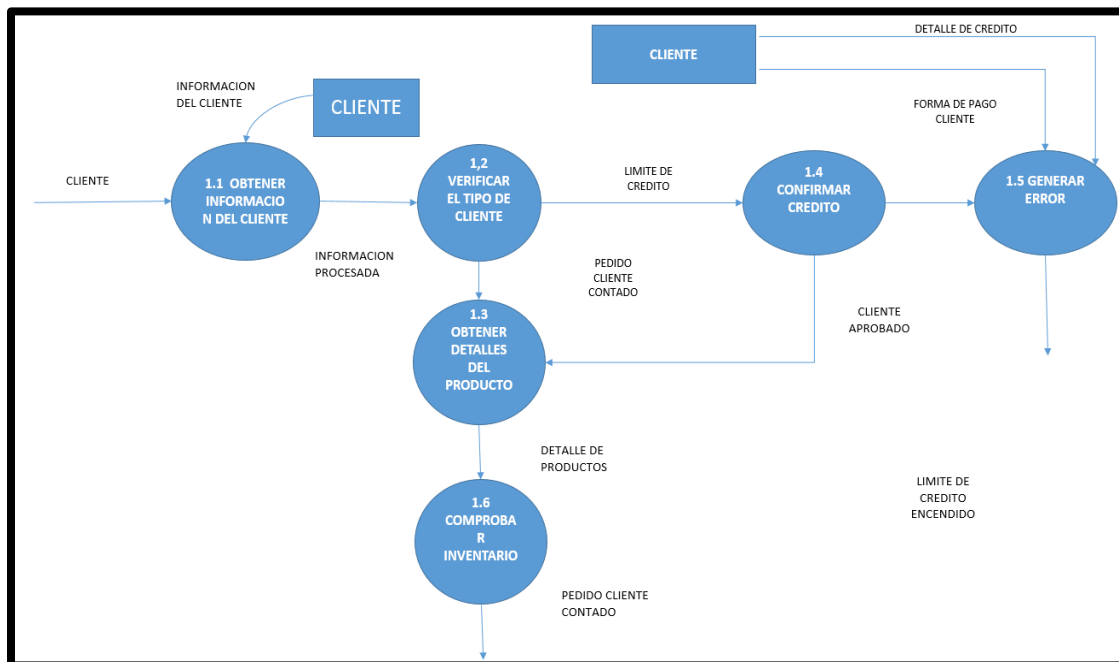 DETALLE DE CREDITO
CLIENTE
INFORMACION
DEL CLIENTE
CLIENTE
FORMA DE PAGO
CLIENTE
CLIENTE
1.1 OBTENER
INFORMACIO
N DEL CLIENTE
1,2
VERIFICAR
EL TIPO DE
CLIENTE
LIMITE DE
CREDITO
1.4
CONFIRMAR
CREDITO
1.5 GENERAR
ERROR
INFORMACION
PROCESADA
PEDIDO
CLIENTE
CONTADO
1.3
OBTENER
DETALLES
DEL
PRODUCTO
CLIENTE
APROBADO
DETALLE DE
PRODUCTOS
LIMITE DE
CREDITO
ENCENDIDO
1.6
COMPROBA
R
INVENTARIO
PEDIDO CLIENTE
CONTADO